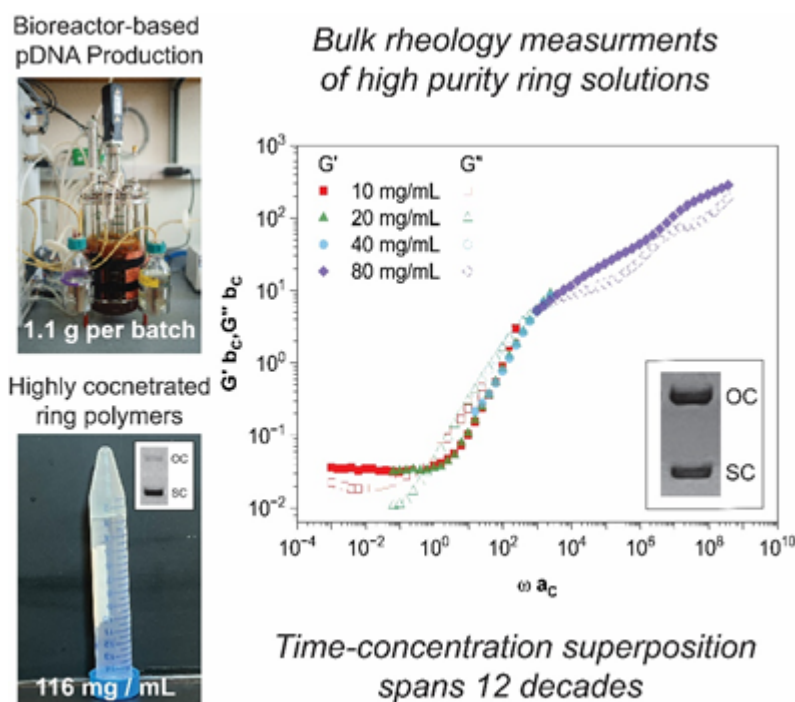 Bioreactor-based
pDNA Production
1.1 g per batch
Highly cocnetrated
ring polymers
OC
SC
116 mg / mL
Bulk rheology measurments
of high purity ring solutions
G' G"
10 mg/mL
20 mg/mL
40 mg/mL
80 mg/mL
10³
10²
10¹
10⁰
10⁻¹
10⁻²
G' b_C, G" b_C
10⁻⁴ 10⁻² 10⁰ 10² 10⁴ 10⁶ 10⁸ 10¹⁰
ω a_C
OC
SC
Time-concentration superposition
spans 12 decades